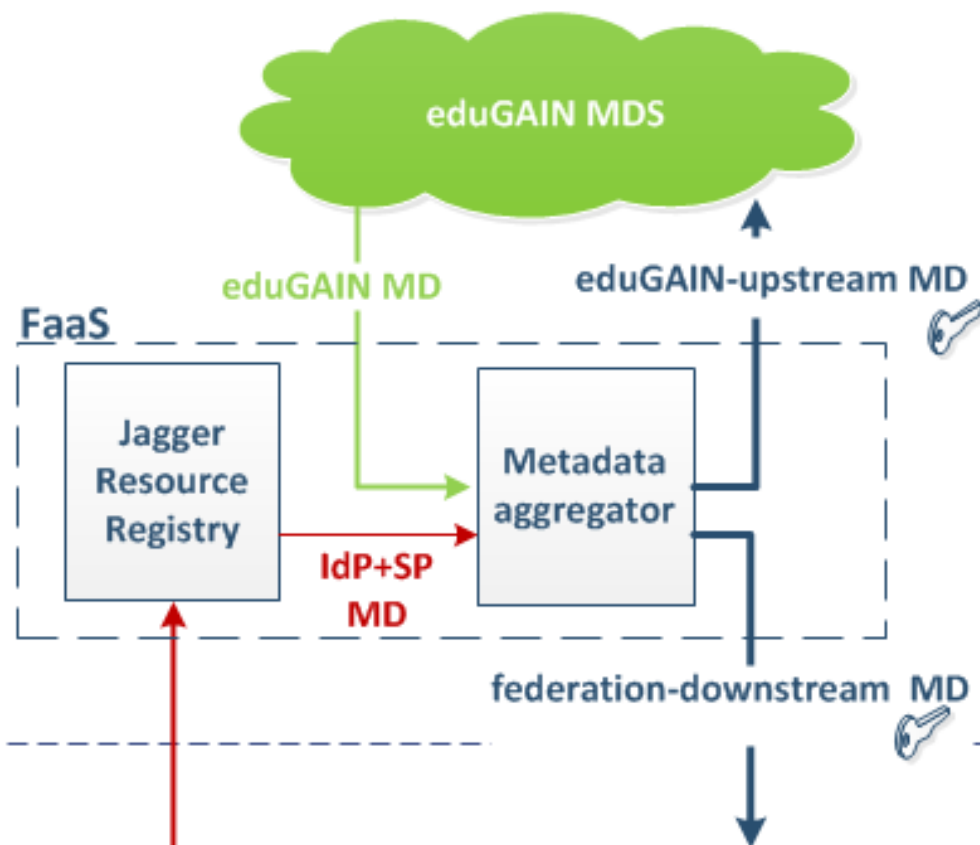 eduGAIN MDS
eduGAIN MD
eduGAIN-upstream MD
FaaS
Jagger
Resource
Registry
Metadata
aggregator
IdP+SP
MD
federation-downstream MD